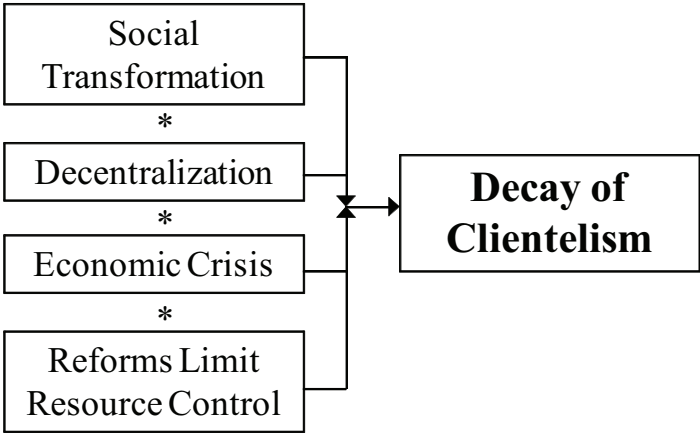 Social
Transformation
*
Decentralization
*
Economic Crisis
*
Reforms Limit
Resource Control
Decay of
Clientelism